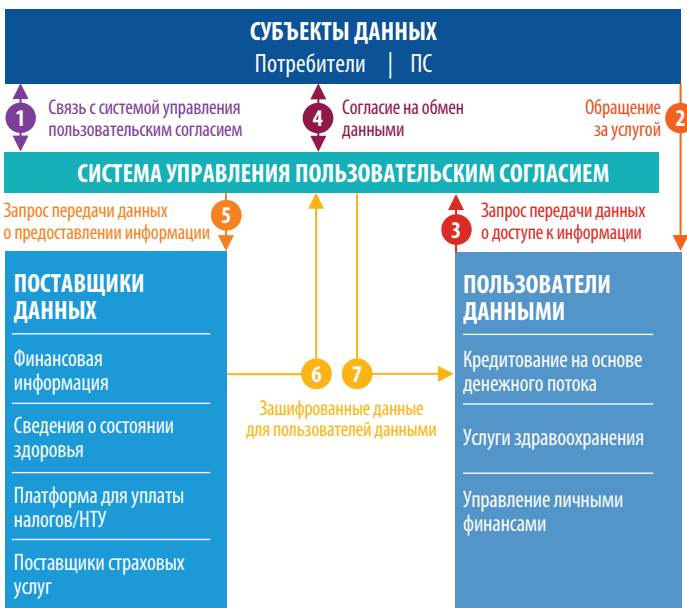 СУБЪЕКТЫ ДАННЫХ
Потребители | ПС
1
Связь с системой управления
пользовательским согласием
4
Согласие на обмен
данными
Обращение
за услугой
2
СИСТЕМА УПРАВЛЕНИЯ ПОЛЬЗОВАТЕЛЬСКИМ СОГЛАСИЕМ
Запрос передачи данных
о предоставлении информации
5
3
Запрос передачи данных
о доступе к информации
ПОСТАВЩИКИ
ДАННЫХ
Финансовая
информация
Сведения о состоянии
здоровья
Платформа для уплаты
налогов/НТУ
Поставщики страховых
услуг
6
7
Зашифрованные данные
для пользователей данными
ПОЛЬЗОВАТЕЛИ
ДАННЫМИ
Кредитование на основе
денежного потока
Услуги здравоохранения
Управление личными
финансами